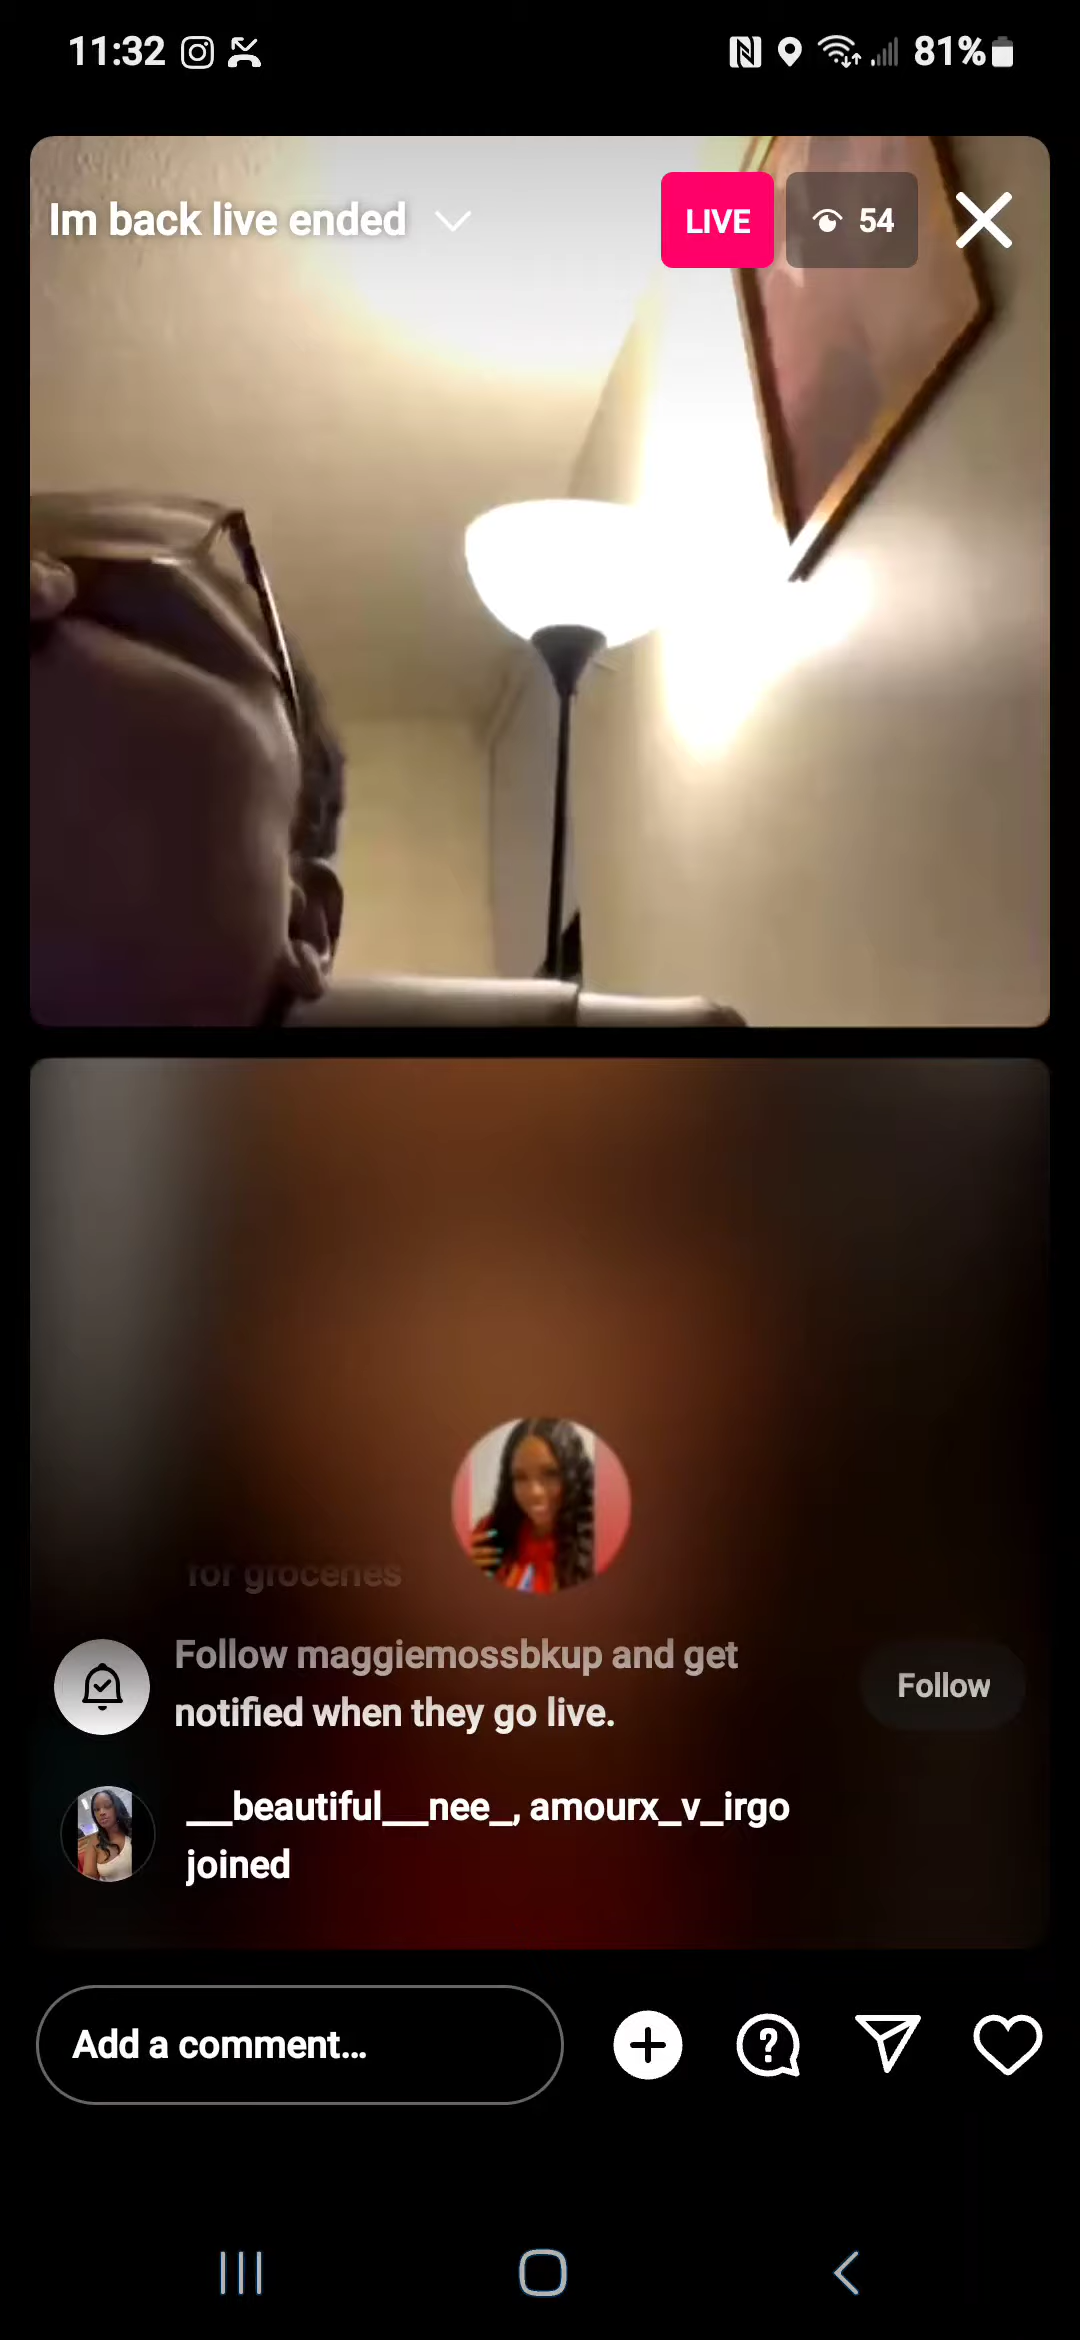 11:32 81%
Im back live ended LIVE 54
for groceries
Follow maggiemossbkup and get
notified when they go live.
Follow
___beautiful__nee_, amourx_v_irgo
joined
Add a comment...